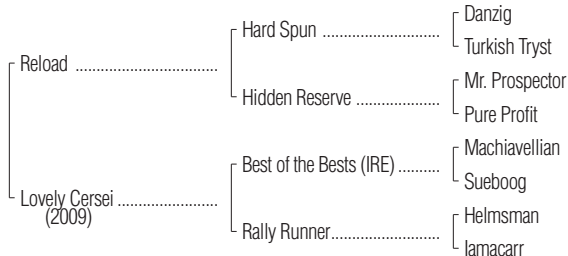 Danzig
Hard Spun ......................
Turkish Tryst
Reload ...........................
Mr. Prospector
Hidden Reserve ................
Pure Profit
Machiavellian
Best of the Bests (IRE) ........
Sueboog
Lovely Cersei ...................
(2009)
Helmsman
Rally Runner.....................
Iamacarr